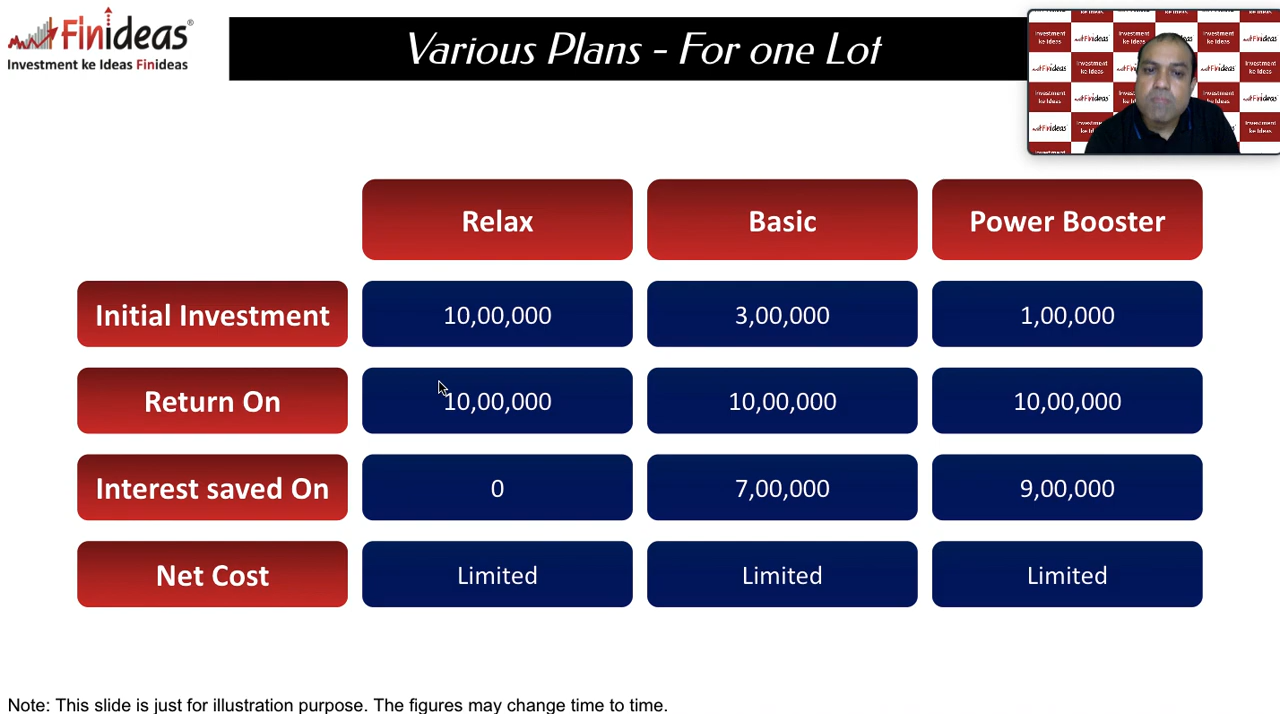 Finideas®
Investment ke Ideas Finideas
Various Plans - For one Lot
Relax
Basic
Power Booster
Initial Investment
10,00,000
3,00,000
1,00,000
Return On
10,00,000
10,00,000
10,00,000
Interest saved On
0
7,00,000
9,00,000
Net Cost
Limited
Limited
Limited
Note: This slide is just for illustration purpose. The figures may change time to time.